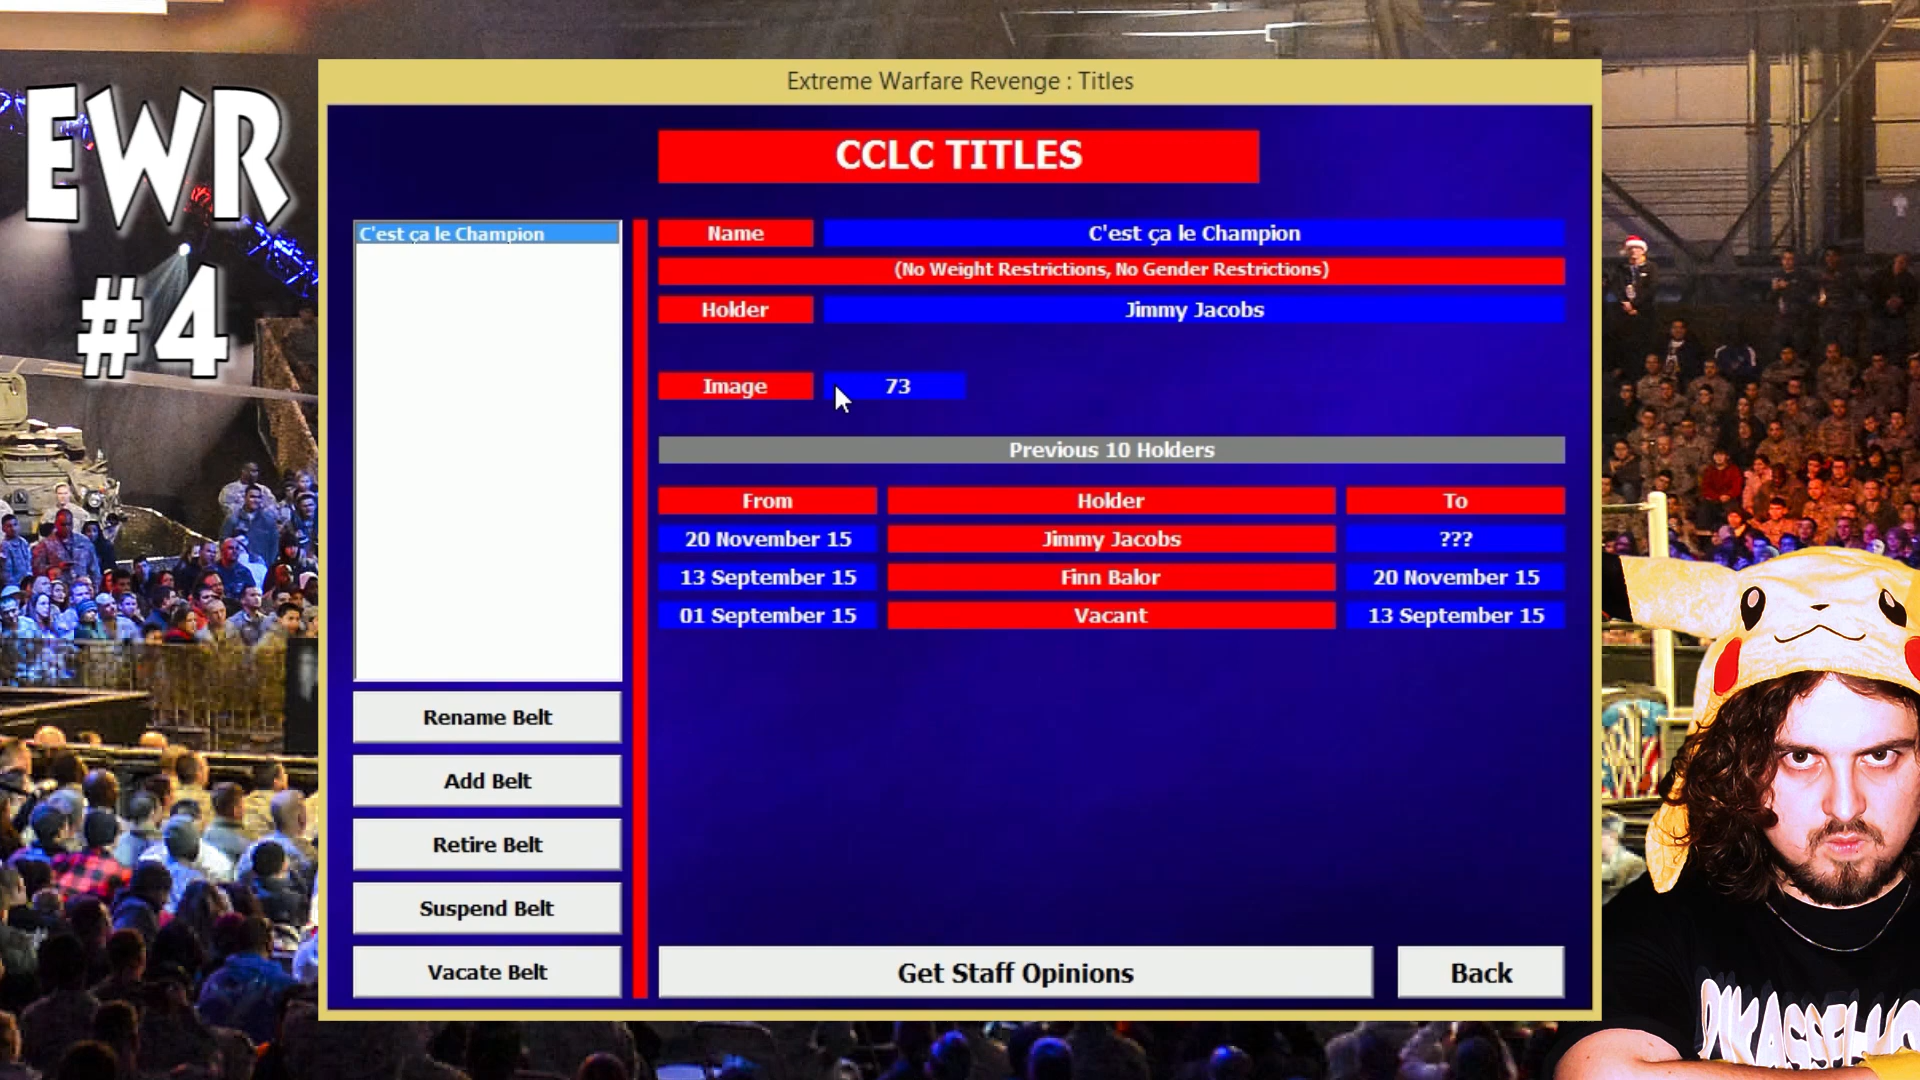 EWR
#4
Extreme Warfare Revenge : Titles
CCLC TITLES
C'est ça le Champion
Name
C'est ça le Champion
(No Weight Restrictions, No Gender Restrictions)
Holder
Jimmy Jacobs
Image
73
Previous 10 Holders
From Holder To
20 November 15 Jimmy Jacobs ???
13 September 15 Finn Balor 20 November 15
01 September 15 Vacant 13 September 15
Rename Belt
Add Belt
Retire Belt
Suspend Belt
Vacate Belt
Get Staff Opinions
Back